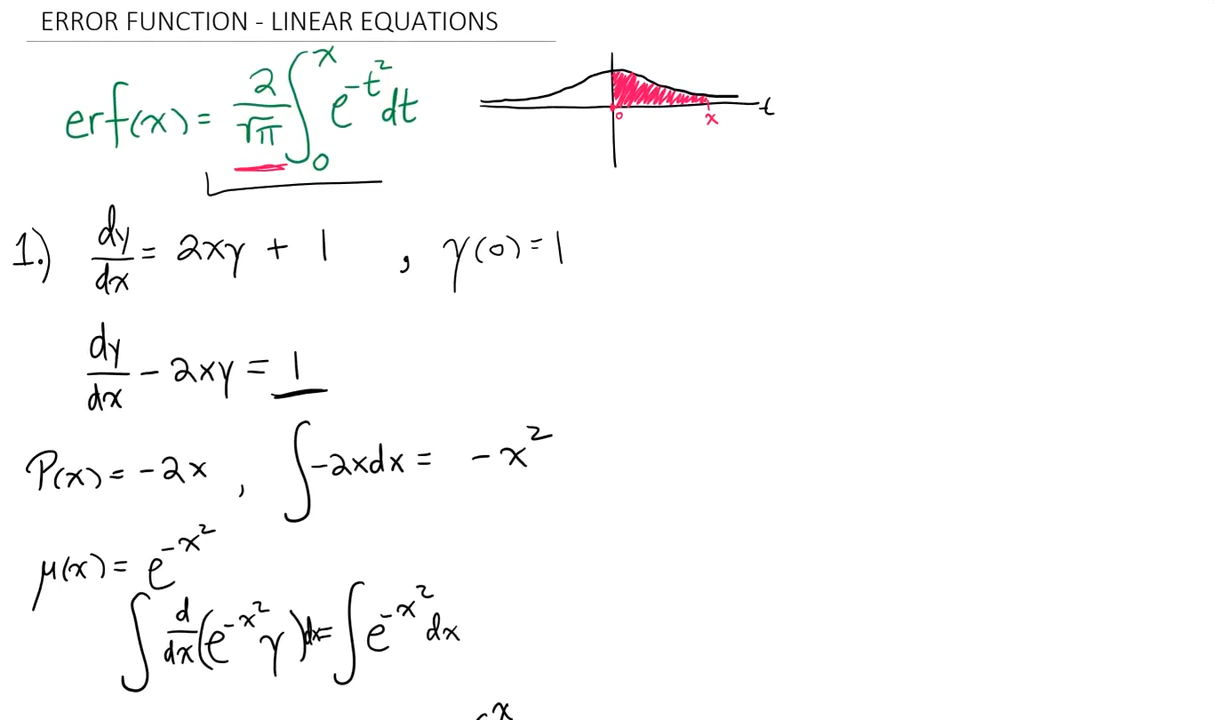 ERROR FUNCTION - LINEAR EQUATIONS
erf(x) = 2/√π ∫₀ˣ e^(-t²) dt
0 x t
1.) dy/dx = 2xy + 1 , y(0) = 1
dy/dx - 2xy = 1
P(x) = -2x , ∫ -2x dx = -x²
μ(x) = e^(-x²)
∫ d/dx (e^(-x²) y) dx = ∫ e^(-x²) dx
x